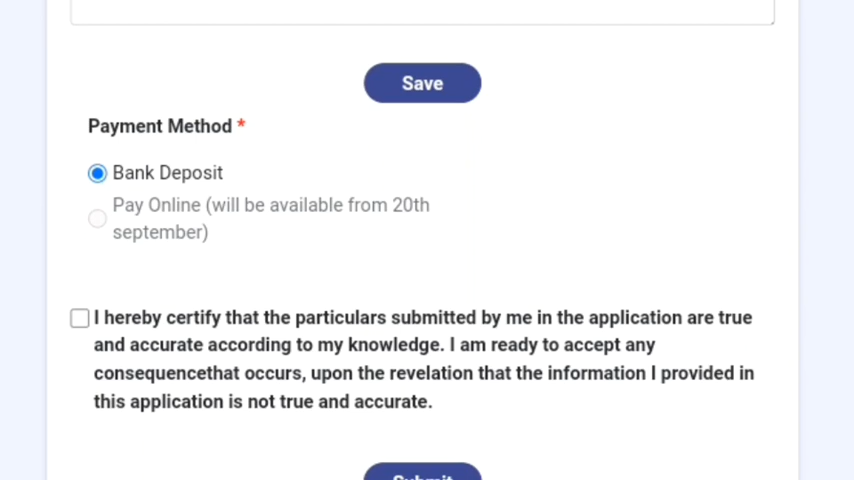 Save
Payment Method *
Bank Deposit
Pay Online (will be available from 20th
september)
I hereby certify that the particulars submitted by me in the application are true
and accurate according to my knowledge. I am ready to accept any
consequencethat occurs, upon the revelation that the information I provided in
this application is not true and accurate.
Submit